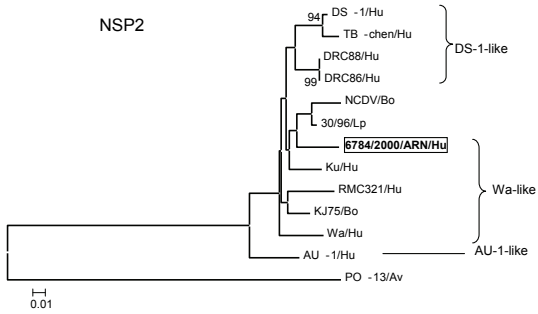 NSP2
94
DS -1/Hu
TB -chen/Hu
DRC88/Hu
99
DRC86/Hu
DS-1-like
NCDV/Bo
30/96/Lp
6784/2000/ARN/Hu
Ku/Hu
RMC321/Hu
KJ75/Bo
Wa/Hu
Wa-like
AU -1/Hu
AU-1-like
PO -13/Av
0.01